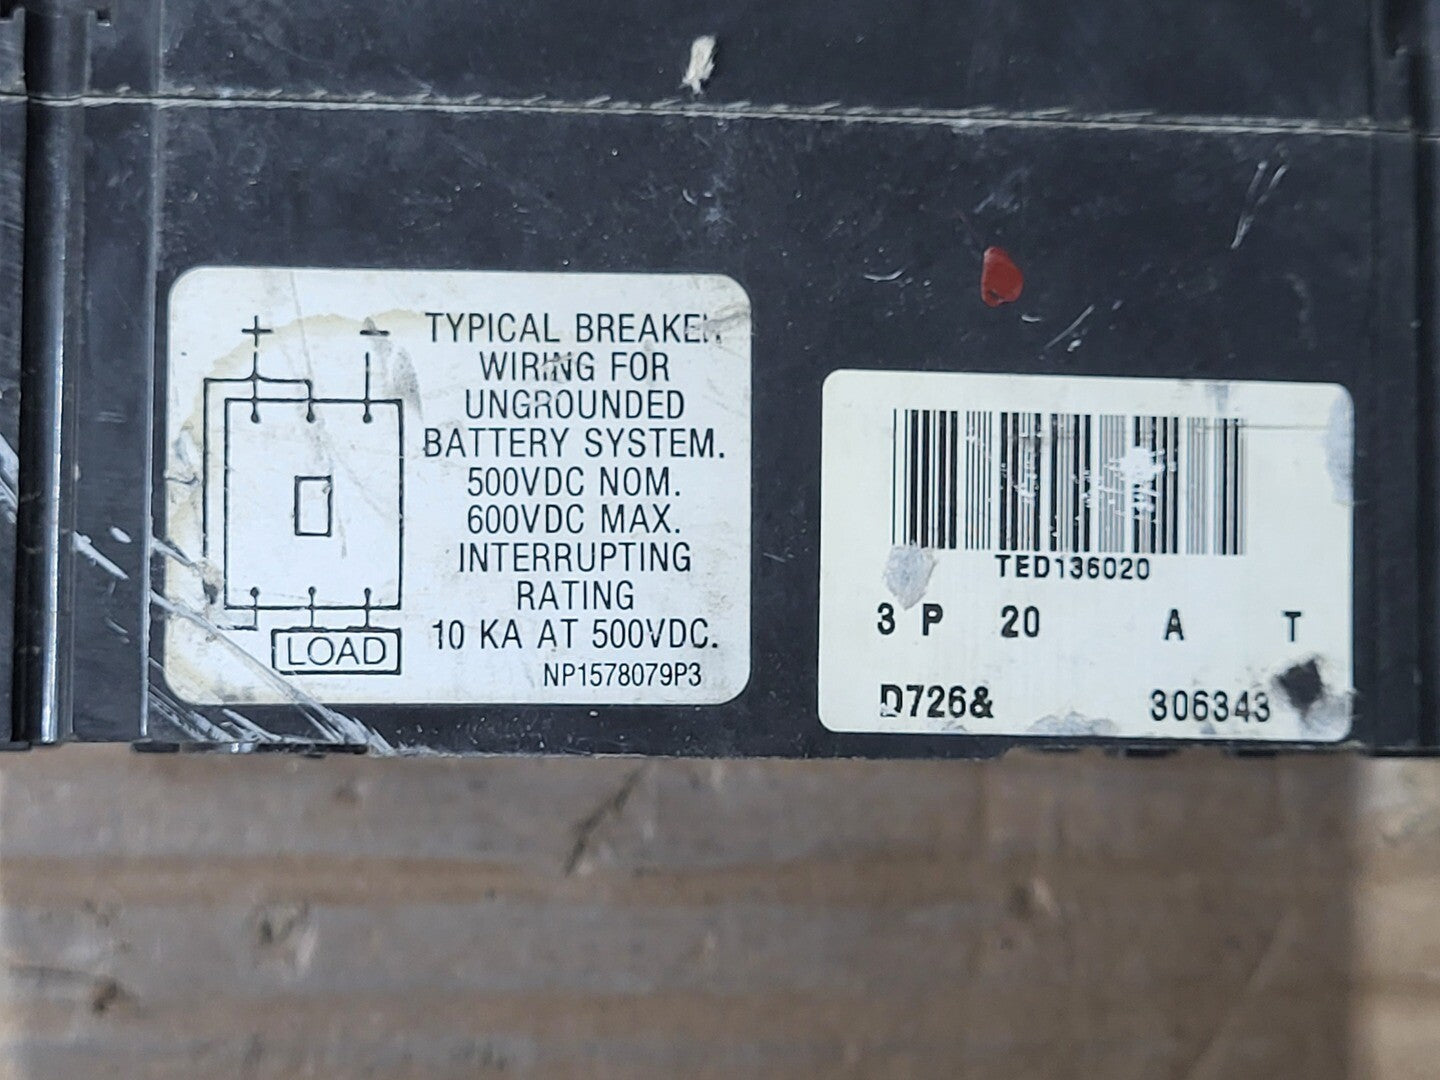 + -
TYPICAL BREAKER
WIRING FOR
UNGROUNDED
BATTERY SYSTEM.
500VDC NOM.
600VDC MAX.
INTERRUPTING
RATING
10 KA AT 500VDC.
LOAD
NP1578079P3
TED136020
3 P 20 A T
D726& 306343